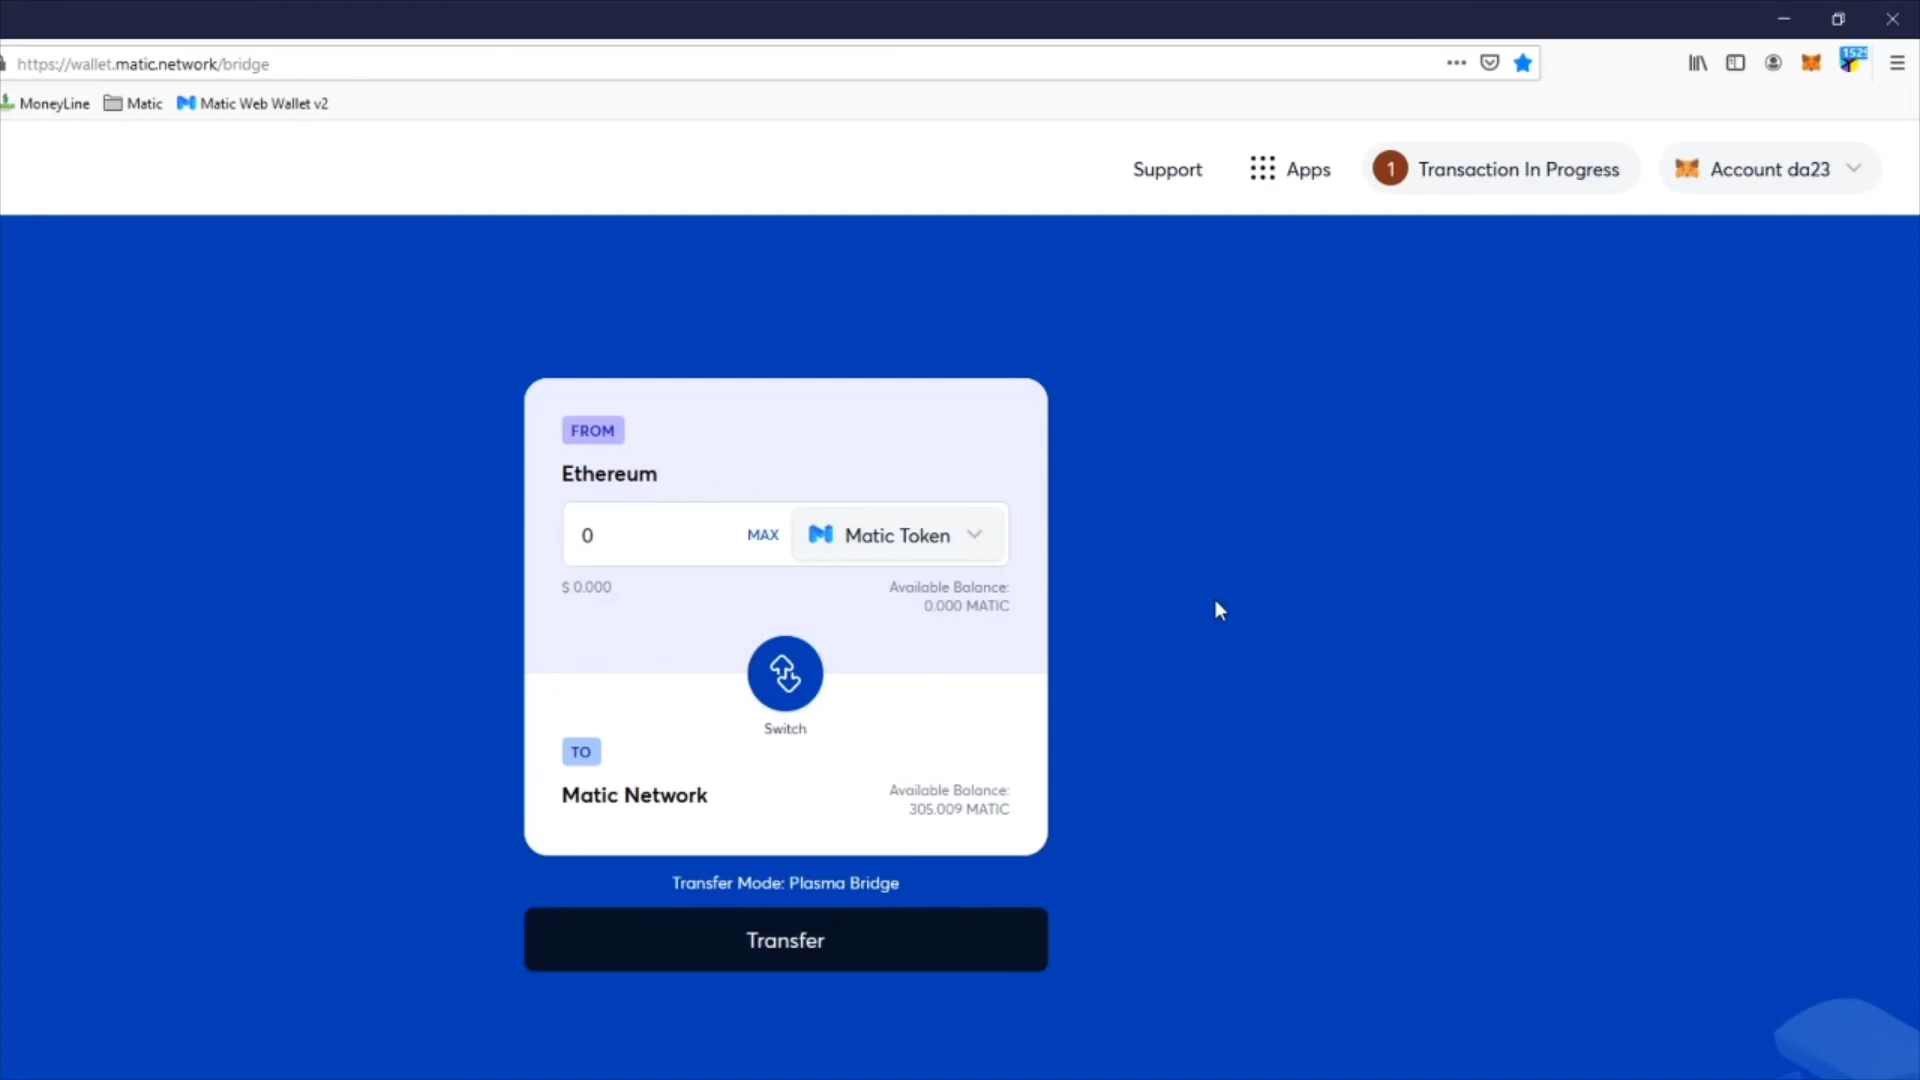 https://wallet.matic.network/bridge
1525
MoneyLine Matic Matic Web Wallet v2
Support Apps 1 Transaction In Progress Account da23
FROM
Ethereum
0 MAX Matic Token
$ 0.000 Available Balance:
0.000 MATIC
Switch
TO
Matic Network Available Balance:
305.009 MATIC
Transfer Mode: Plasma Bridge
Transfer